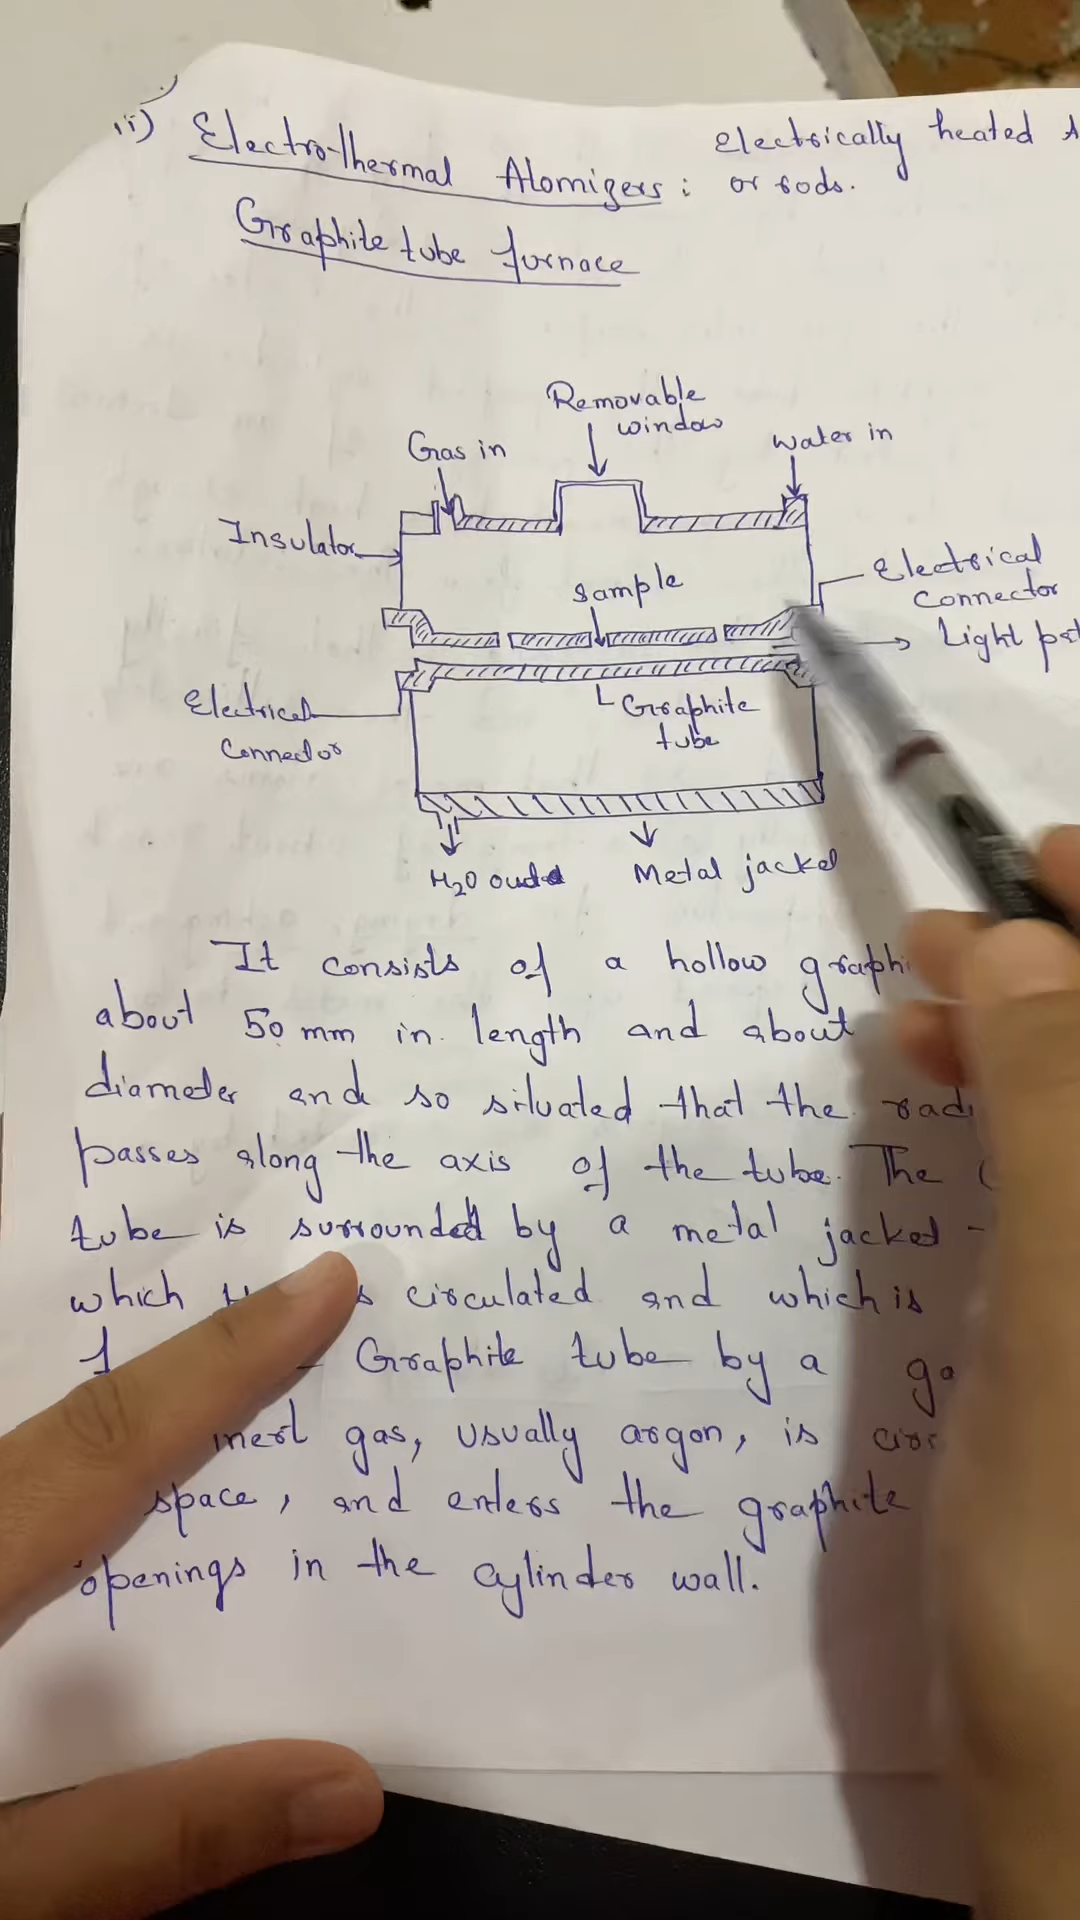 ii) Electrothermal Atomizers: electrically heated
or rods.
Graphite tube furnace
Removable
window
Gas in
Water in
Insulator
Electrical
Connector
Sample
Light
Electrical
Connector
Graphite
tube
H2O out
Metal jacket
It consists of a hollow
about 50 mm in length and about
diameter and so situated that the
passes along the axis of the tube. The
tube is surrounded by a metal jacket
which circulated and which is
Graphite tube by a
inert gas, usually argon, is
space, and enters the graphite
openings in the cylinder wall.